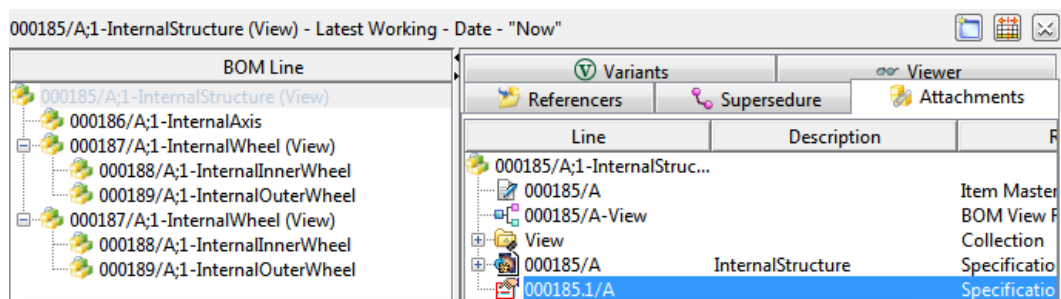 000185/A;1-InternalStructure (View) - Latest Working - Date - "Now"
BOM Line
000185/A;1-InternalStructure (View)
000186/A;1-InternalAxis
000187/A;1-InternalWheel (View)
000188/A;1-InternalInnerWheel
000189/A;1-InternalOuterWheel
000187/A;1-InternalWheel (View)
000188/A;1-InternalInnerWheel
000189/A;1-InternalOuterWheel
Variants Viewer
Referencers Supersedure Attachments
Line Description R
000185/A;1-InternalStruc...
000185/A Item Master
000185/A-View BOM View
View Collection
000185/A InternalStructure Specificatio
000185.1/A Specificatio